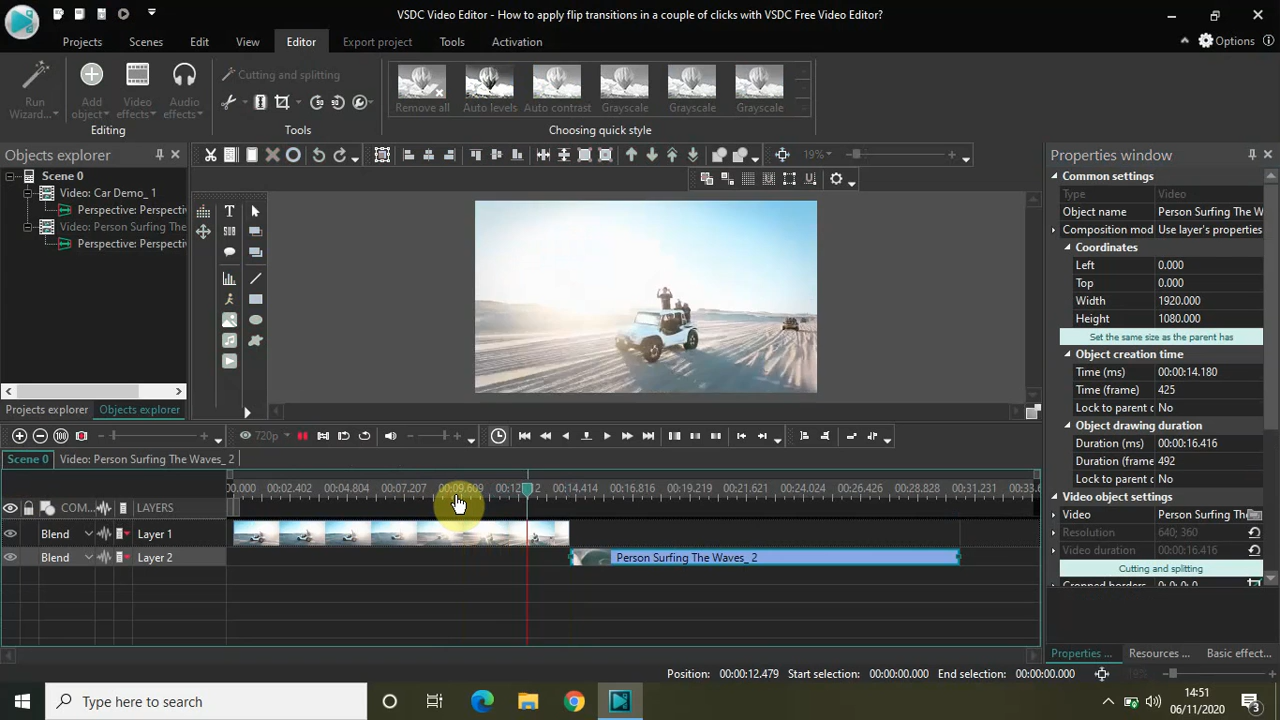 VSDC Video Editor - How to apply flip transitions in a couple of clicks with VSDC Free Video Editor?
Projects Scenes Edit View Editor Export project Tools Activation
Options
Run Wizard...
Add object
Video effects
Audio effects
Editing
Cutting and splitting
Tools
Remove all Auto levels Auto contrast Grayscale Grayscale Grayscale
Choosing quick style
Objects explorer
19%
Scene 0
Video: Car Demo_1
Perspective: Perspecti
Video: Person Surfing The
Perspective: Perspecti
Projects explorer Objects explorer
Properties window
Common settings
Type Video
Object name Person Surfing The W
Composition mod Use layer's properties
Coordinates
Left 0.000
Top 0.000
Width 1920.000
Height 1080.000
Set the same size as the parent has
Object creation time
Time (ms) 00:00:14.180
Time (frame) 425
Lock to parent c No
Object drawing duration
Duration (ms) 00:00:16.416
Duration (frame 492
Lock to parent c No
Video object settings
Video Person Surfing The
Resolution 640; 360
Video duration 00:00:16.416
Cutting and splitting
Cropped borders 0; 0; 0; 0
Properties ... Resources ... Basic effect...
720p
Scene 0 Video: Person Surfing The Waves_ 2
0.000 00:02.402 00:04.804 00:07.207 00:09.609 00:14.414 00:16.816 00:19.219 00:21.621 00:24.024 00:26.426 00:28.828 00:31.231
COM... LAYERS
Blend Layer 1
Blend Layer 2
Person Surfing The Waves_ 2
Position: 00:00:12.479 Start selection: 00:00:00.000 End selection: 00:00:00.000 19%
Type here to search
14:51
06/11/2020
3